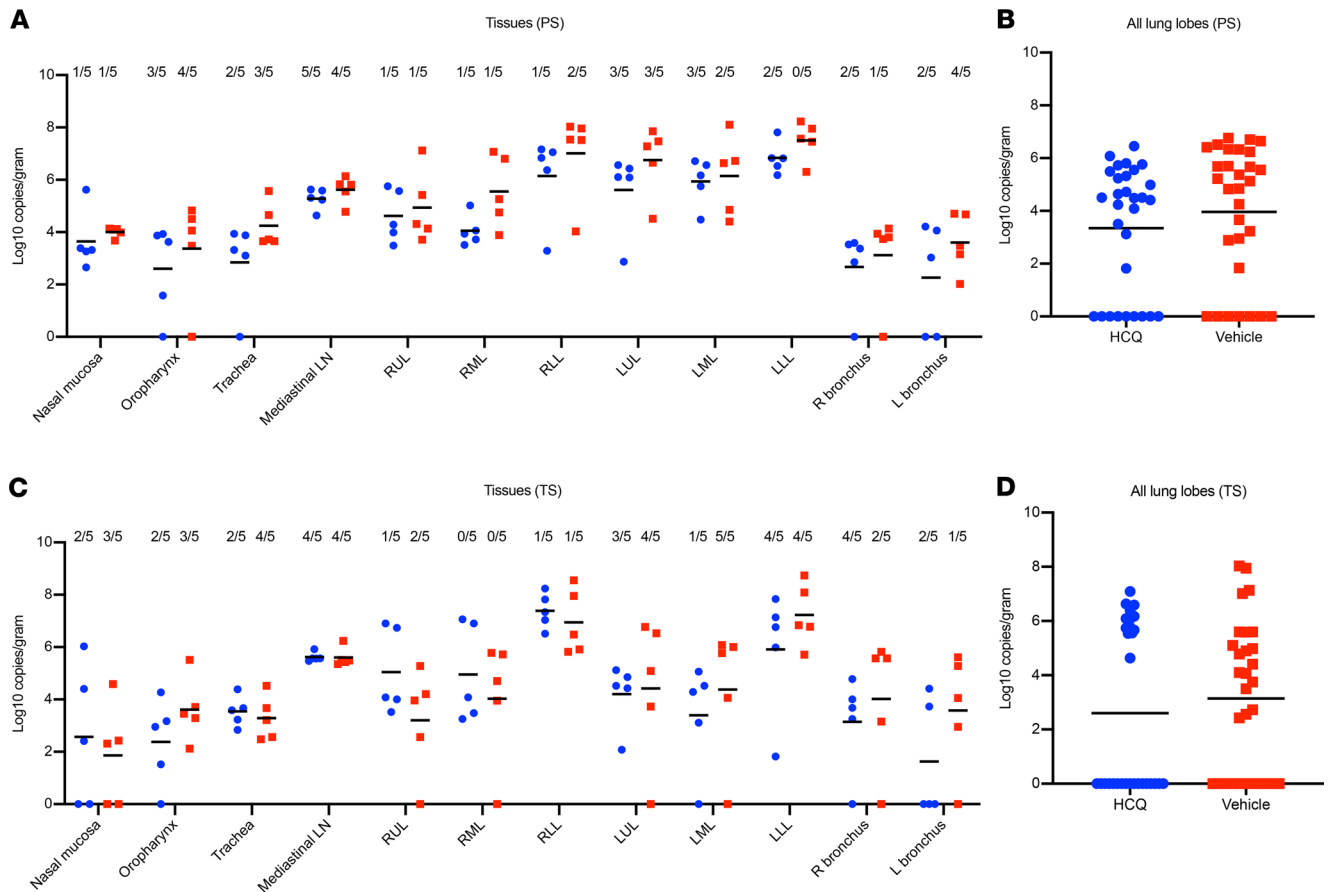 A
Tissues (PS)
1/5 1/5 3/5 4/5 2/5 3/5 5/5 4/5 1/5 1/5 1/5 1/5 1/5 2/5 3/5 3/5 3/5 2/5 2/5 0/5 2/5 1/5 2/5 4/5
Log10 copies/gram
10
8
6
4
2
0
Nasal mucosa
Oropharynx
Trachea
Mediastinal LN
RUL
RML
RLL
LUL
LML
LLL
R bronchus
L bronchus
B
All lung lobes (PS)
Log10 copies/gram
10
8
6
4
2
0
HCQ
Vehicle
C
Tissues (TS)
2/5 3/5 2/5 3/5 2/5 4/5 4/5 4/5 1/5 2/5 0/5 0/5 1/5 1/5 3/5 4/5 1/5 5/5 4/5 4/5 4/5 2/5 2/5 1/5
Log10 copies/gram
10
8
6
4
2
0
Nasal mucosa
Oropharynx
Trachea
Mediastinal LN
RUL
RML
RLL
LUL
LML
LLL
R bronchus
L bronchus
D
All lung lobes (TS)
Log10 copies/gram
10
8
6
4
2
0
HCQ
Vehicle